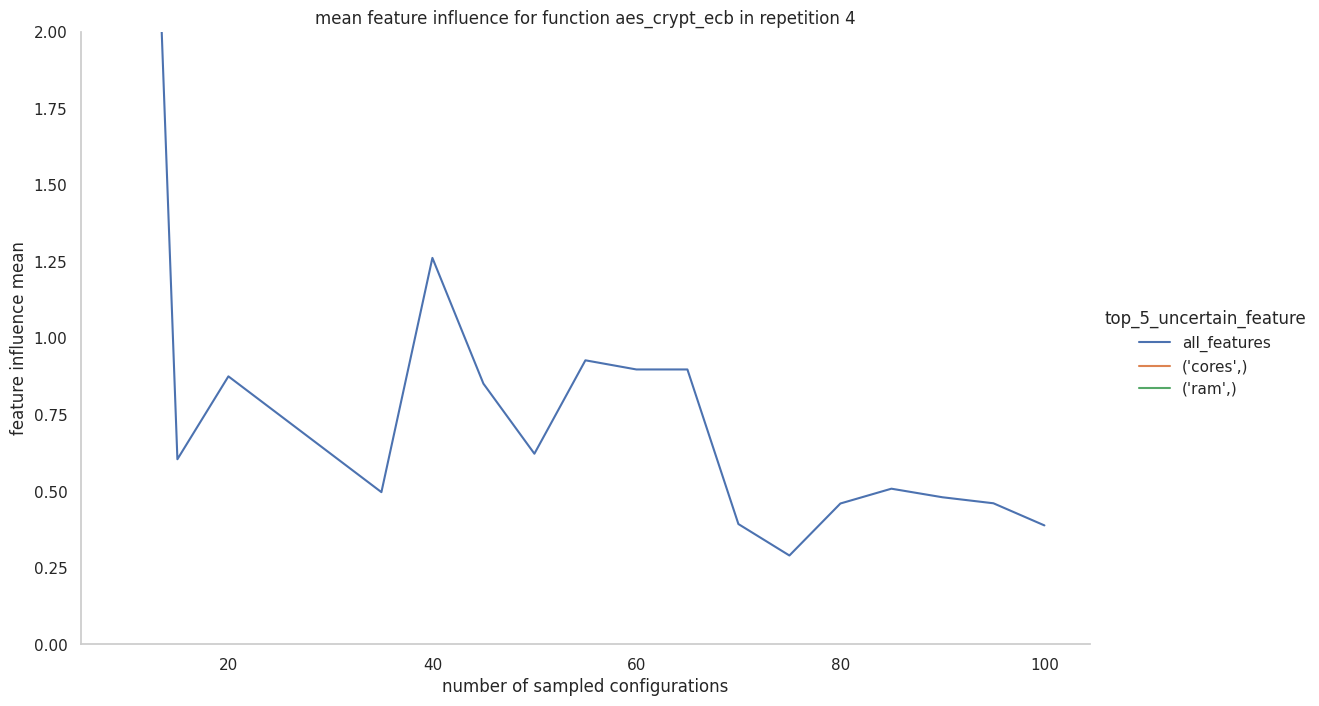 mean feature influence for function aes_crypt_ecb in repetition 4
2.00
1.75
1.50
1.25
1.00
0.75
0.50
0.25
0.00
feature influence mean
20 40 60 80 100
number of sampled configurations
top_5_uncertain_feature
all_features
('cores',)
('ram',)